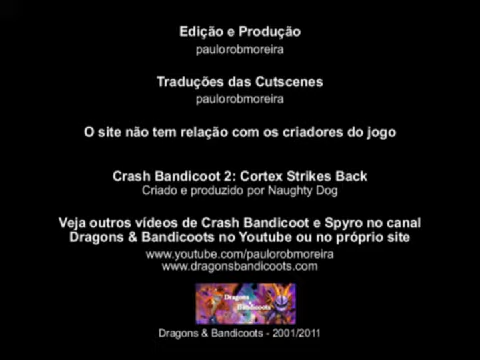 Edição e Produção
paulorobmoreira
Traduções das Cutscenes
paulorobmoreira
O site não tem relação com os criadores do jogo
Crash Bandicoot 2: Cortex Strikes Back
Criado e produzido por Naughty Dog
Veja outros vídeos de Crash Bandicoot e Spyro no canal
Dragons & Bandicoots no Youtube ou no próprio site
www.youtube.com/paulorobmoreira
www.dragonsbandicoots.com
Dragons
Bandicoots
Dragons & Bandicoots - 2001/2011